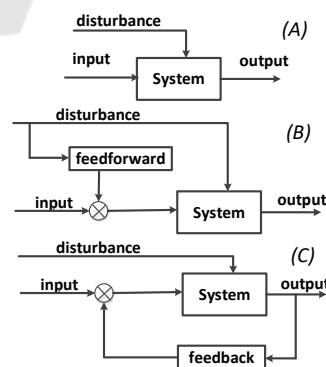 disturbance
(A)
input
output
System
disturbance
(B)
feedforward
input
output
System
(C)
disturbance
input
output
System
feedback